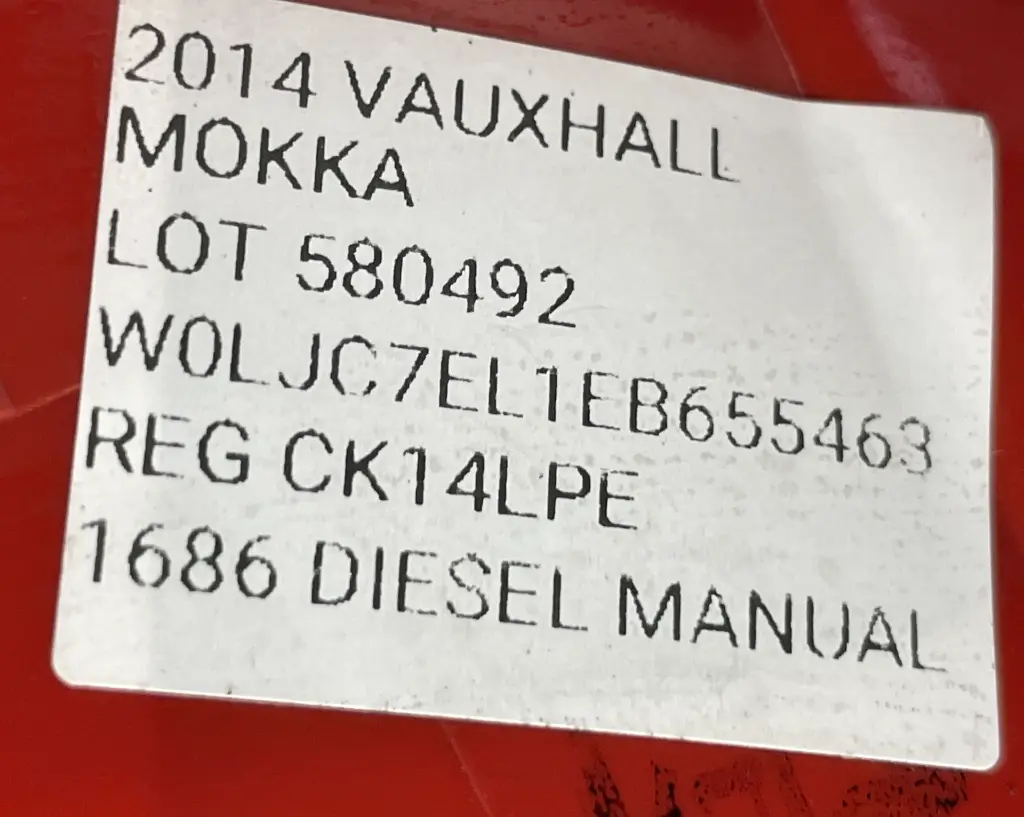 2014 VAUXHALL
MOKKA
LOT 580492
W0LJC7EL1EB655463
REG CK14LPE
1686 DIESEL MANUAL